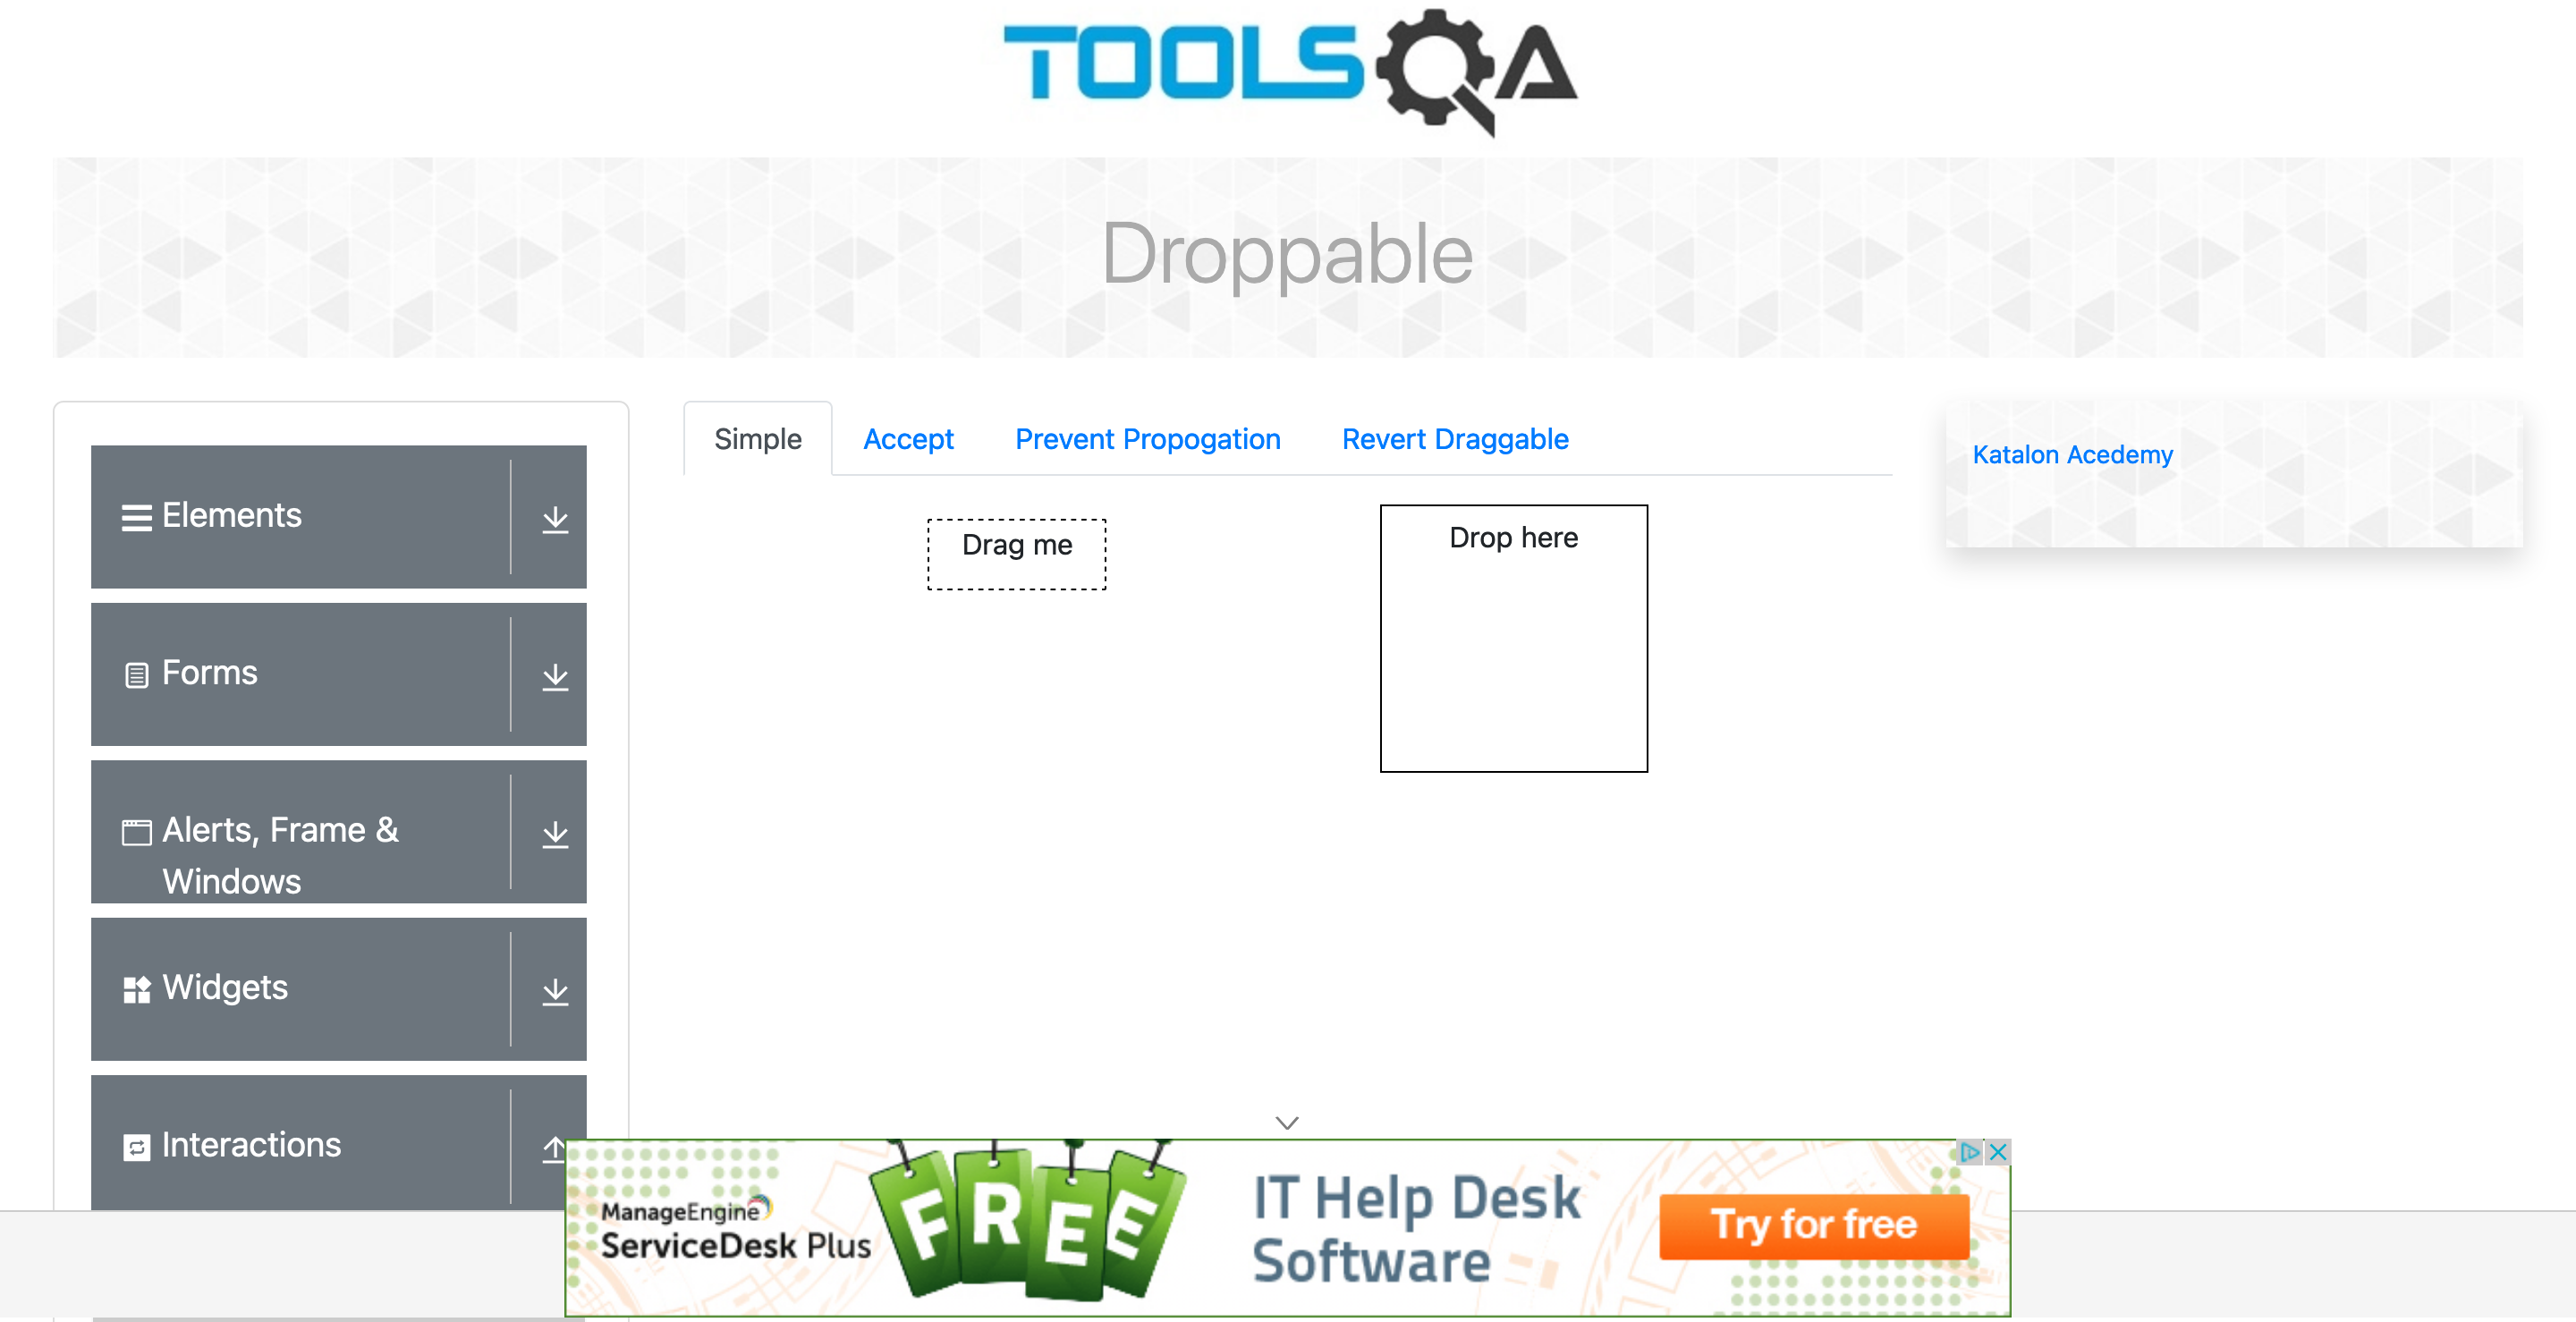 TOOLSQA
Droppable
Elements
Forms
Alerts, Frame &
Windows
Widgets
Interactions
Simple
Accept
Prevent Propogation
Revert Draggable
Drag me
Drop here
Katalon Acedemy
ManageEngine
ServiceDesk Plus
FREE
IT Help Desk
Software
Try for free